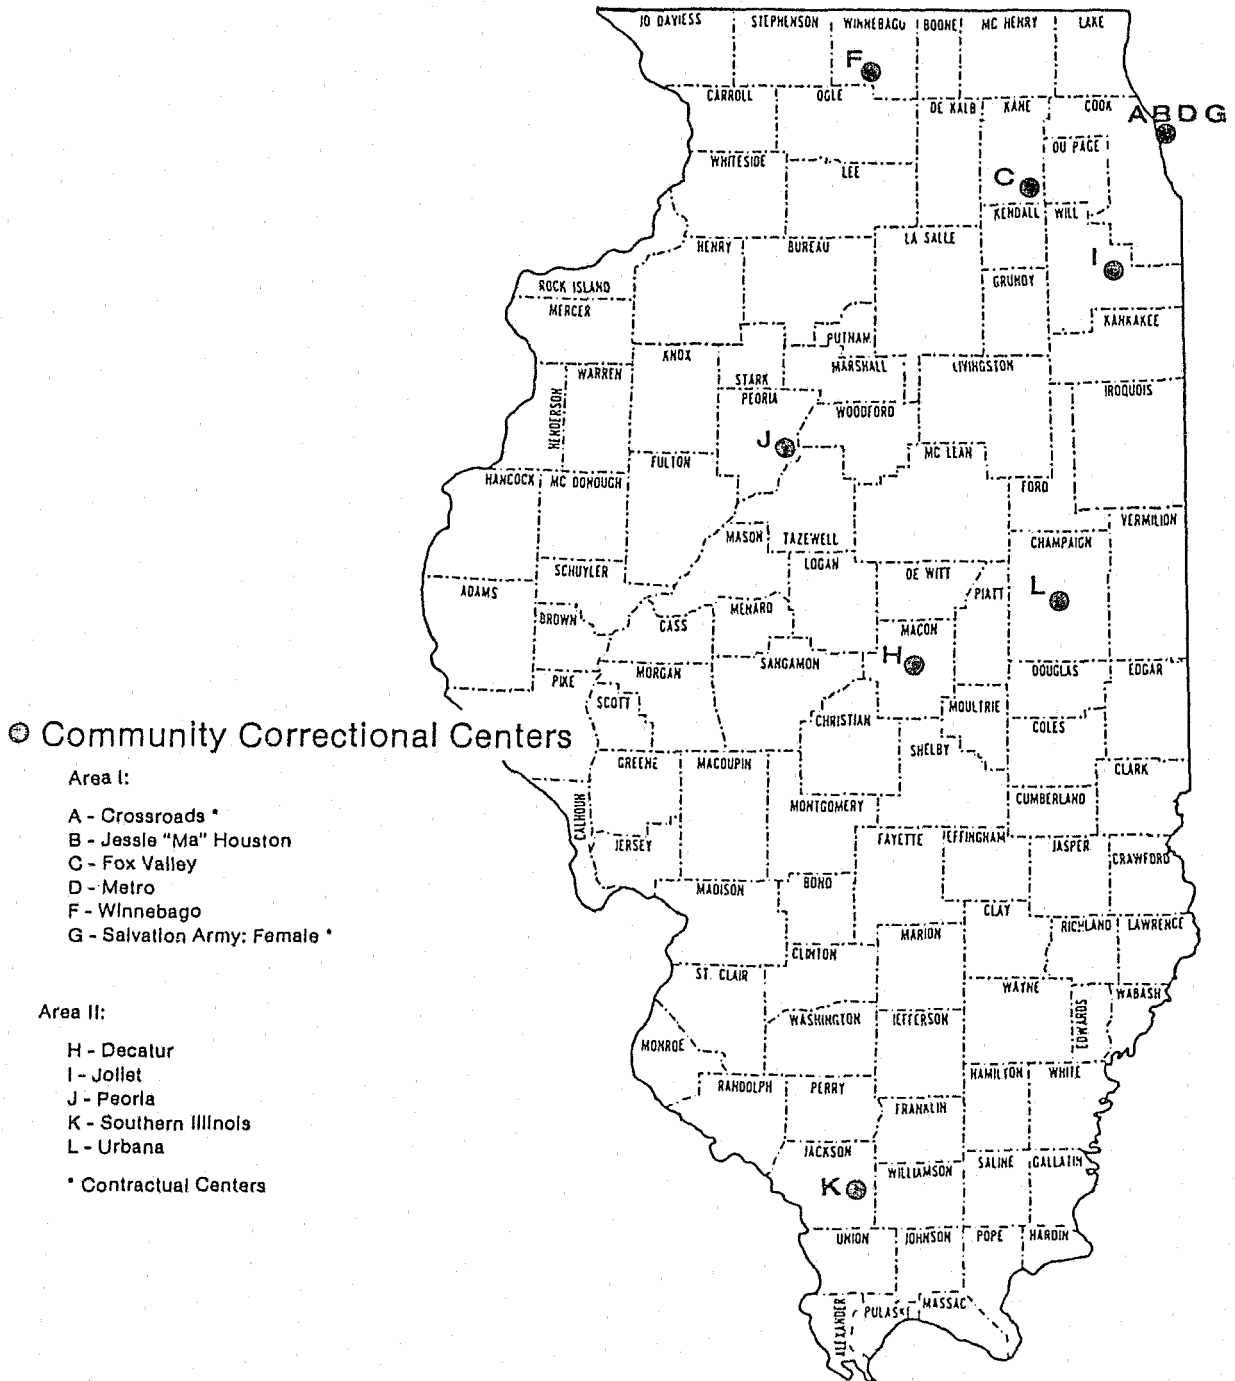 JO DAVIESS STEPHENSON WINNEBAGO BOONE MC HENRY LAKE
F
CARROLL OGLE DE KALB KANE COOK
A B D G
DU PAGE
WHITESIDE LEE
C
KENDALL WILL
HENRY BUREAU LA SALLE
I
ROCK ISLAND GRUNDY
MERCER KANKAKEE
PUTNAM
KNOX MARSHALL LIVINGSTON
WARREN STARK IROQUOIS
HENDERSON PEORIA WOODFORD
J
FULTON MC LEAN
HANCOCK MC DONOUGH FORD
VERMILION
MASON TAZEWELL CHAMPAIGN
SCHUYLER LOGAN DE WITT
ADAMS PIATT L
BROWN CASS MENARD MACON
H
PIKE MORGAN SANGAMON DOUGLAS EDGAR
SCOTT MOULTRIE
CHRISTIAN COLES
Community Correctional Centers
SHELBY
GREENE MACOUPIN CLARK
Area I:
CALHOUN MONTGOMERY CUMBERLAND
A - Crossroads *
B - Jessie "Ma" Houston
JERSEY FAYETTE EFFINGHAM JASPER CRAWFORD
C - Fox Valley
D - Metro
MADISON BOND
F - Winnebago
CLAY
G - Salvation Army: Female *
MARION RICHLAND LAWRENCE
CLINTON
ST. CLAIR
WAYNE WABASH
Area II:
EDWARDS
WASHINGTON JEFFERSON
MONROE
H - Decatur
I - Joliet
RANDOLPH PERRY HAMILTON WHITE
J - Peoria
FRANKLIN
K - Southern Illinois
L - Urbana
JACKSON WILLIAMSON SALINE GALLATIN
* Contractual Centers
K
UNION JOHNSON POPE HARDIN
ALEXANDER PULASKI MASSAC